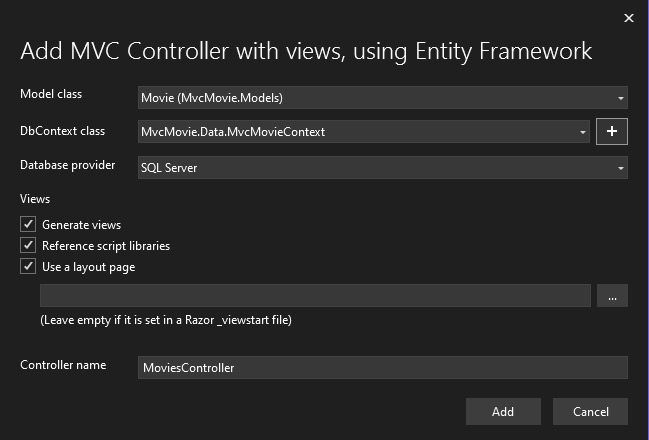 Add MVC Controller with views, using Entity Framework
Model class
Movie (MvcMovie.Models)
DbContext class
MvcMovie.Data.MvcMovieContext
+
Database provider
SQL Server
Views
Generate views
Reference script libraries
Use a layout page
...
(Leave empty if it is set in a Razor _viewstart file)
Controller name
MoviesController
Add
Cancel